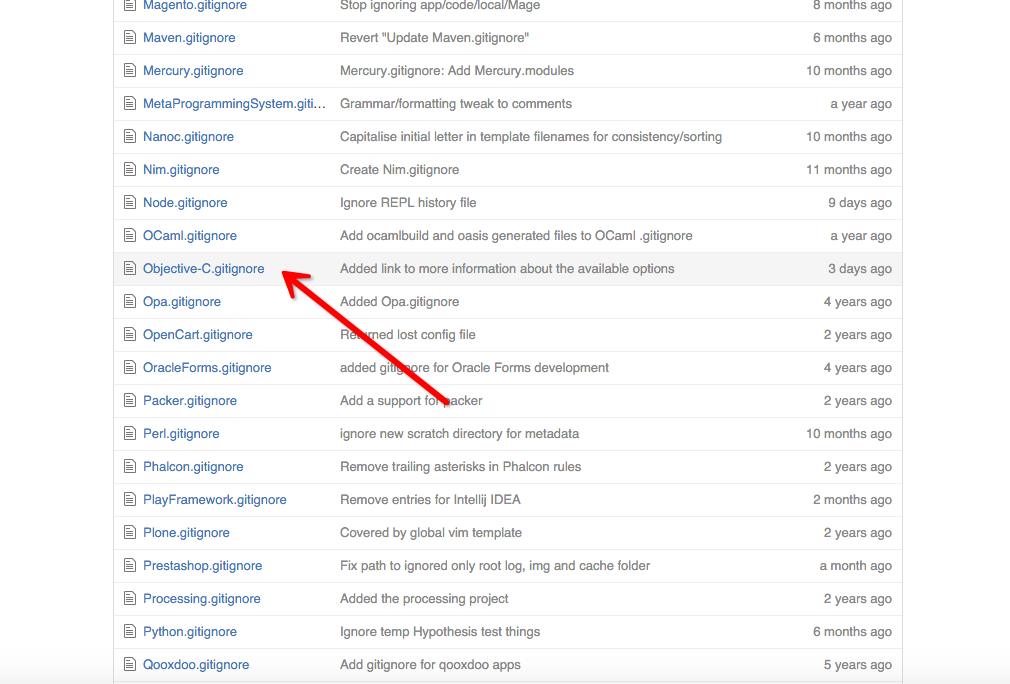 Magento.gitignore Stop ignoring app/code/local/Mage 8 months ago
Maven.gitignore Revert "Update Maven.gitignore" 6 months ago
Mercury.gitignore Mercury.gitignore: Add Mercury.modules 10 months ago
MetaProgrammingSystem.giti... Grammar/formatting tweak to comments a year ago
Nanoc.gitignore Capitalise initial letter in template filenames for consistency/sorting 10 months ago
Nim.gitignore Create Nim.gitignore 11 months ago
Node.gitignore Ignore REPL history file 9 days ago
OCaml.gitignore Add ocamlbuild and oasis generated files to OCaml .gitignore a year ago
Objective-C.gitignore Added link to more information about the available options 3 days ago
Opa.gitignore Added Opa.gitignore 4 years ago
OpenCart.gitignore Returned lost config file 2 years ago
OracleForms.gitignore added gitignore for Oracle Forms development 4 years ago
Packer.gitignore Add a support for packer 2 years ago
Perl.gitignore ignore new scratch directory for metadata 10 months ago
Phalcon.gitignore Remove trailing asterisks in Phalcon rules 2 years ago
PlayFramework.gitignore Remove entries for Intellij IDEA 2 months ago
Plone.gitignore Covered by global vim template 2 years ago
Prestashop.gitignore Fix path to ignored only root log, img and cache folder a month ago
Processing.gitignore Added the processing project 2 years ago
Python.gitignore Ignore temp Hypothesis test things 6 months ago
Qooxdoo.gitignore Add gitignore for qooxdoo apps 5 years ago